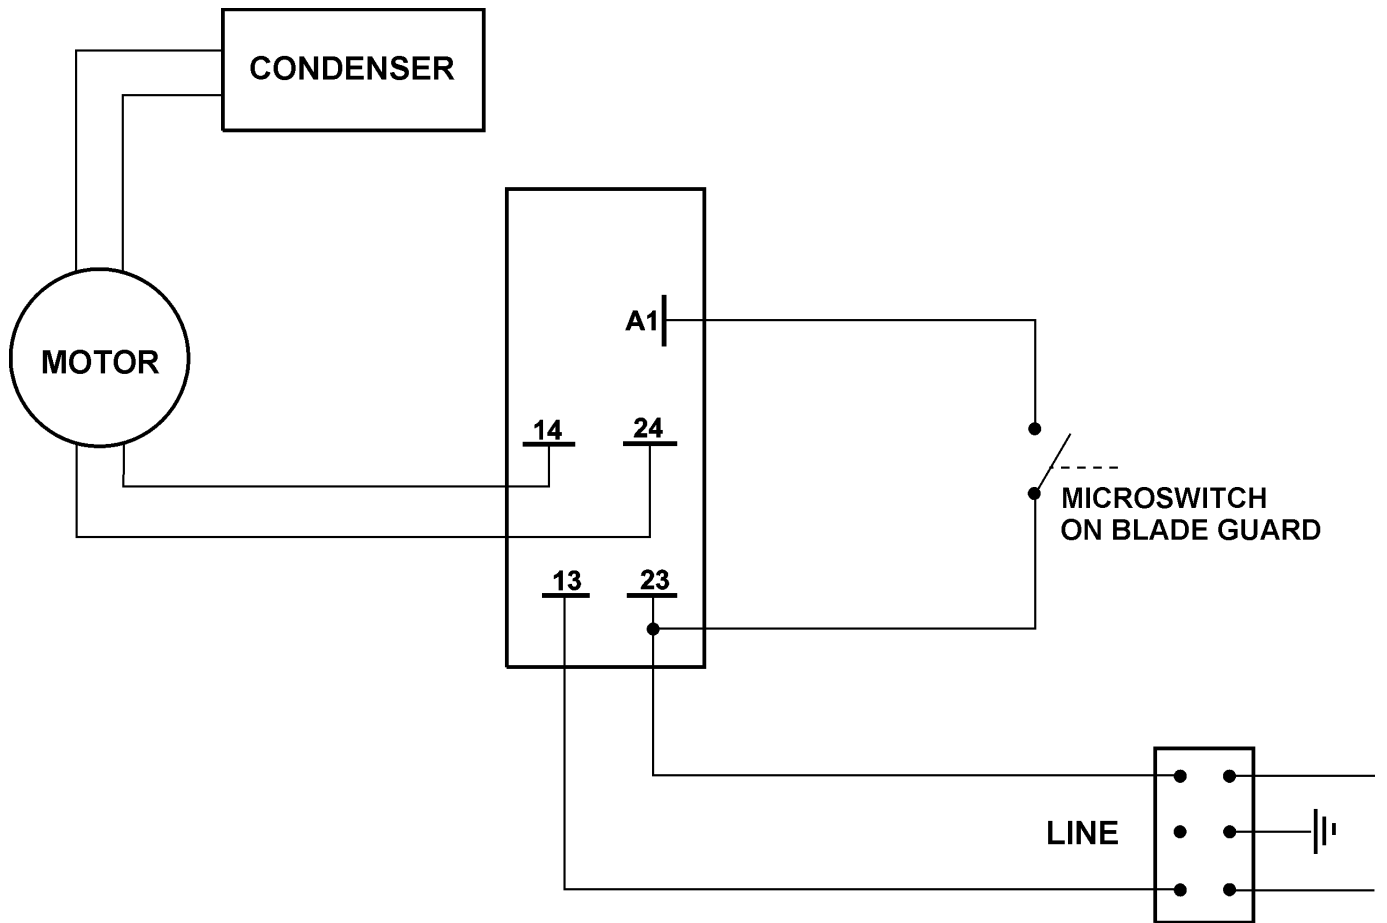 CONDENSER
A1
MOTOR
14 24
MICROSWITCH
ON BLADE GUARD
13 23
LINE